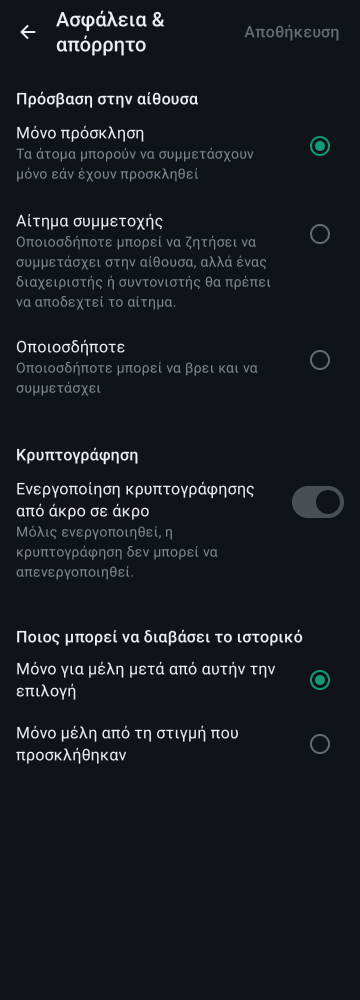 Ασφάλεια &
απόρρητο
Αποθήκευση
Πρόσβαση στην αίθουσα
Μόνο πρόσκληση
Τα άτομα μπορούν να συμμετάσχουν
μόνο εάν έχουν προσκληθεί
Αίτημα συμμετοχής
Οποιοσδήποτε μπορεί να ζητήσει να
συμμετάσχει στην αίθουσα, αλλά ένας
διαχειριστής ή συντονιστής θα πρέπει
να αποδεχτεί το αίτημα.
Οποιοσδήποτε
Οποιοσδήποτε μπορεί να βρει και να
συμμετάσχει
Κρυπτογράφηση
Ενεργοποίηση κρυπτογράφησης
από άκρο σε άκρο
Μόλις ενεργοποιηθεί, η
κρυπτογράφηση δεν μπορεί να
απενεργοποιηθεί.
Ποιος μπορεί να διαβάσει το ιστορικό
Μόνο για μέλη μετά από αυτήν την
επιλογή
Μόνο μέλη από τη στιγμή που
προσκλήθηκαν